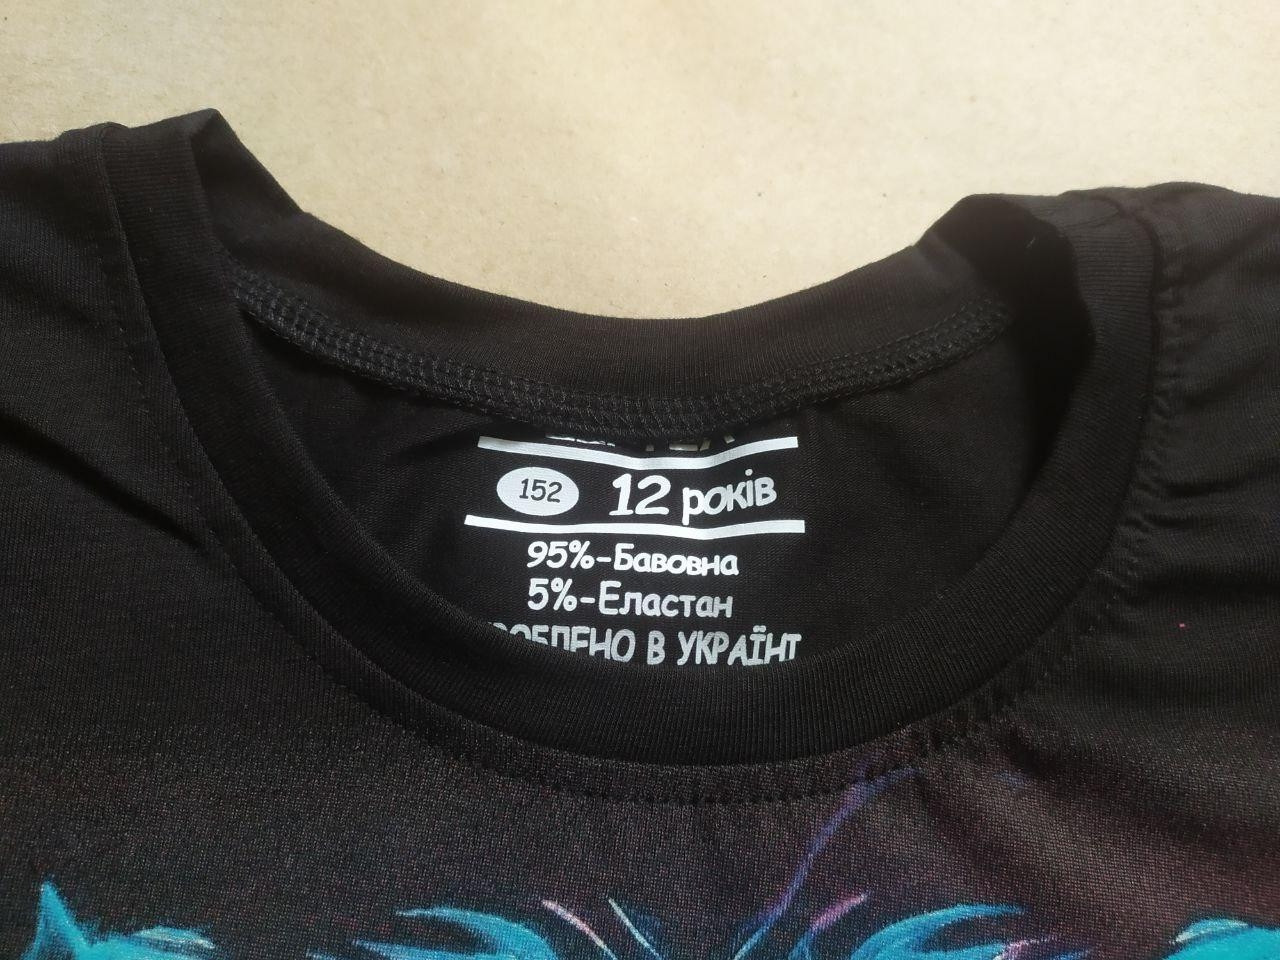 152 12 років
95%-Бавовна
5%-Еластан
В УКРАЇНІ